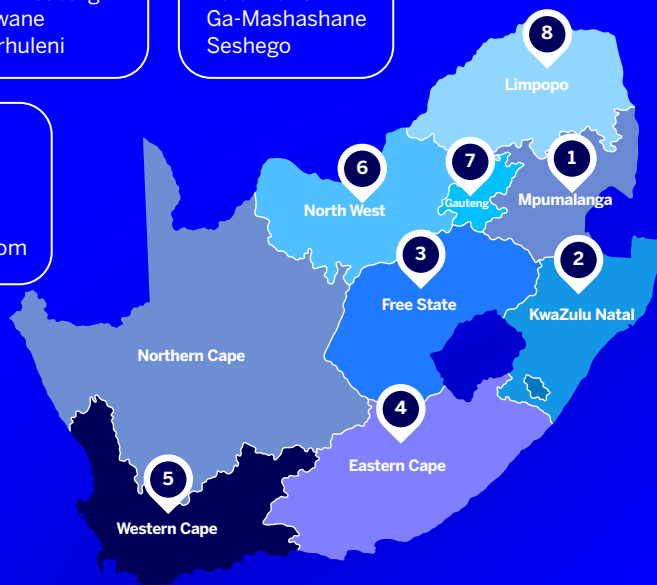 wane
rhuleni
Ga-Mashashane
Seshego
om
8
Limpopo
7
1
6
Gauteng
Mpumalanga
North West
3
2
Free State
KwaZulu Natal
Northern Cape
4
Eastern Cape
5
Western Cape